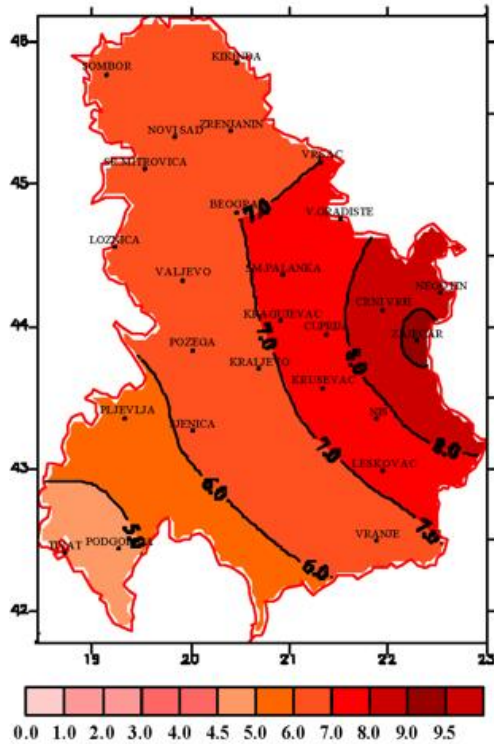 46
KIKINDA
SOMBOR
ZRENJANIN
NOVI SAD
VRSAC
45
BEOGRAD
7.0
V.GRADISTE
LOZNICA
SM.PALANKA
NEGOTIN
VALJEVO
CRNI VRH
KRAGUJEVAC
CUPRIJA
44
7.0
ZAJECAR
POZEGA
8.0
KRALJEVO
KRUSEVAC
PLJEVLJA
NIS
SJENICA
8.0
7.0
43
LESKOVAC
6.0
5.0
7.0
TIVAT
PODGORICA
VRANJE
6.0
42
19
20
21
22
23
0.0 1.0 2.0 3.0 4.0 4.5 5.0 6.0 7.0 8.0 9.0 9.5